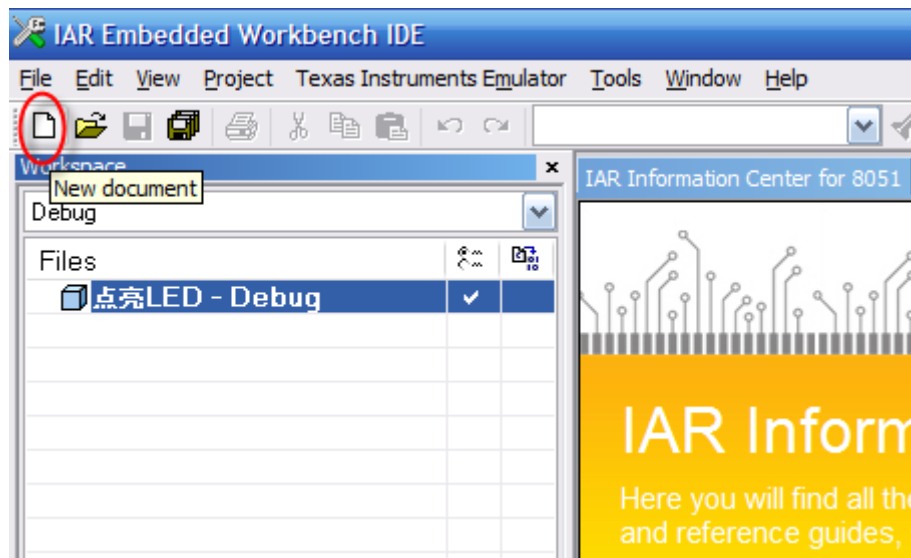 IAR Embedded Workbench IDE
File Edit View Project Texas Instruments Emulator Tools Window Help
Workspace
New document
IAR Information Center for 8051
Debug
Files
点亮LED - Debug
IAR Inform
Here you will find all the
and reference guides,